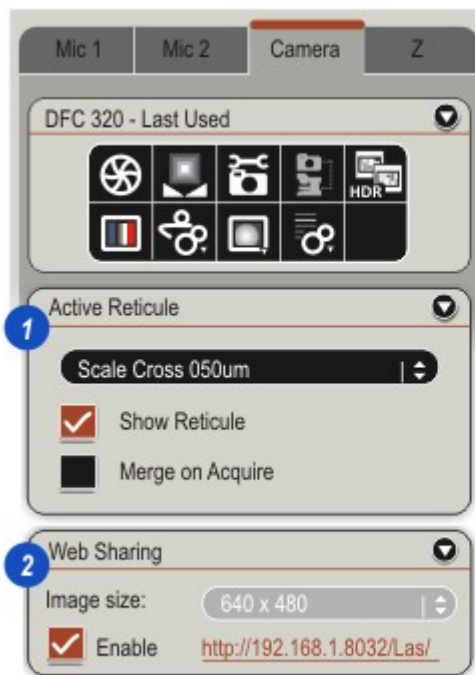 Mic 1 Mic 2 Camera Z
DFC 320 - Last Used
HDR
1
Active Reticule
Scale Cross 050um
Show Reticule
Merge on Acquire
2
Web Sharing
Image size: 640 x 480
Enable http://192.168.1.8032/Las/